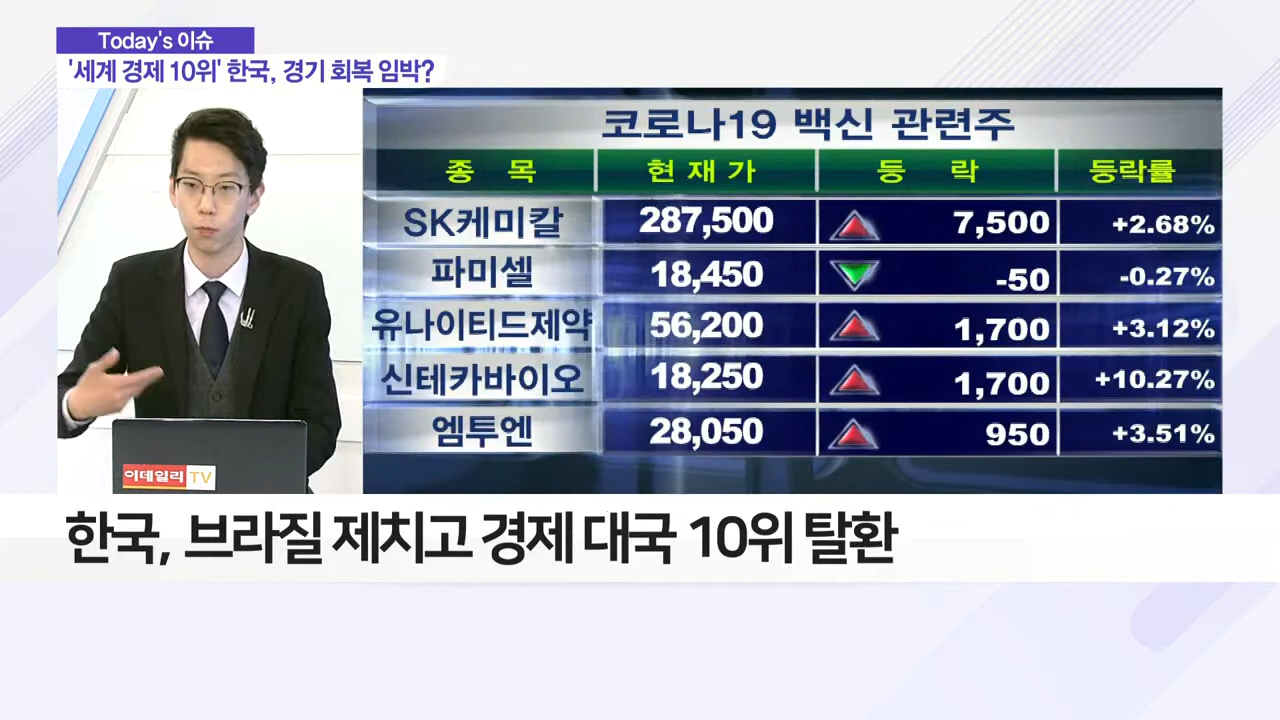 Today's 이슈
'세계 경제 10위' 한국, 경기 회복 임박?
코로나19 백신 관련주
종 목 현 재 가 등 락 등락률
SK케미칼 287,500 7,500 +2.68%
파미셀 18,450 -50 -0.27%
유나이티드제약 56,200 1,700 +3.12%
신테카바이오 18,250 1,700 +10.27%
엠투엔 28,050 950 +3.51%
이데일리 TV
한국, 브라질 제치고 경제 대국 10위 탈환